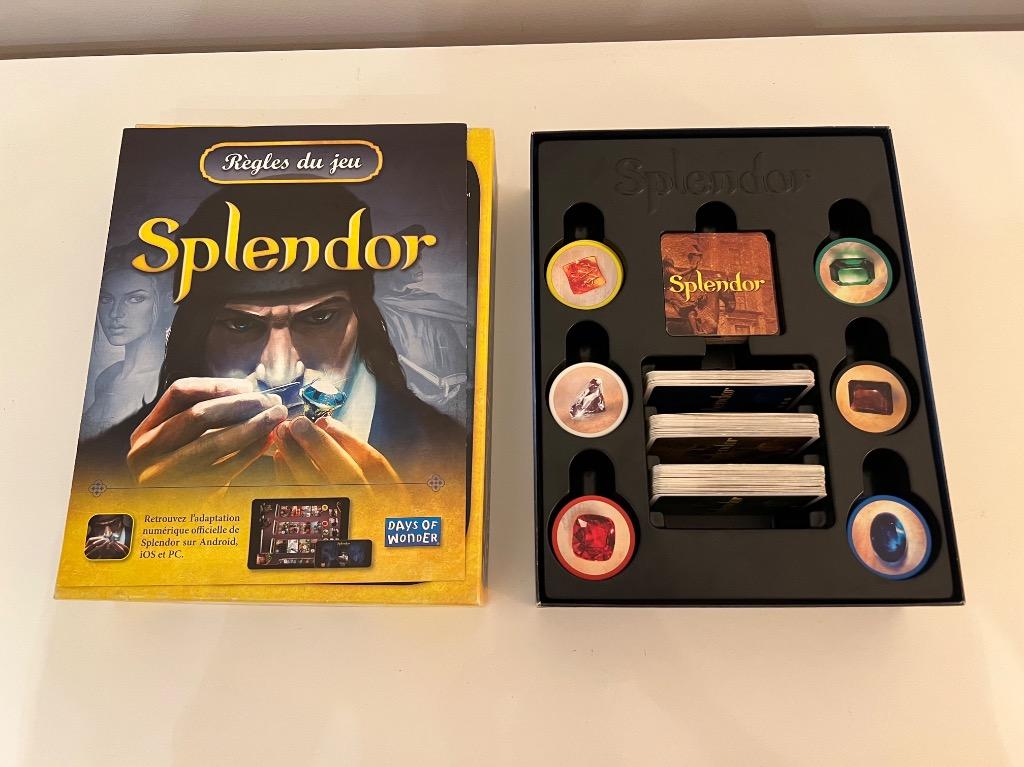 Règles du jeu
Splendor
Retrouvez l'adaptation
numérique officielle de
Splendor sur Android,
iOS et PC.
DAYS OF
WONDER
Splendor
Splendor